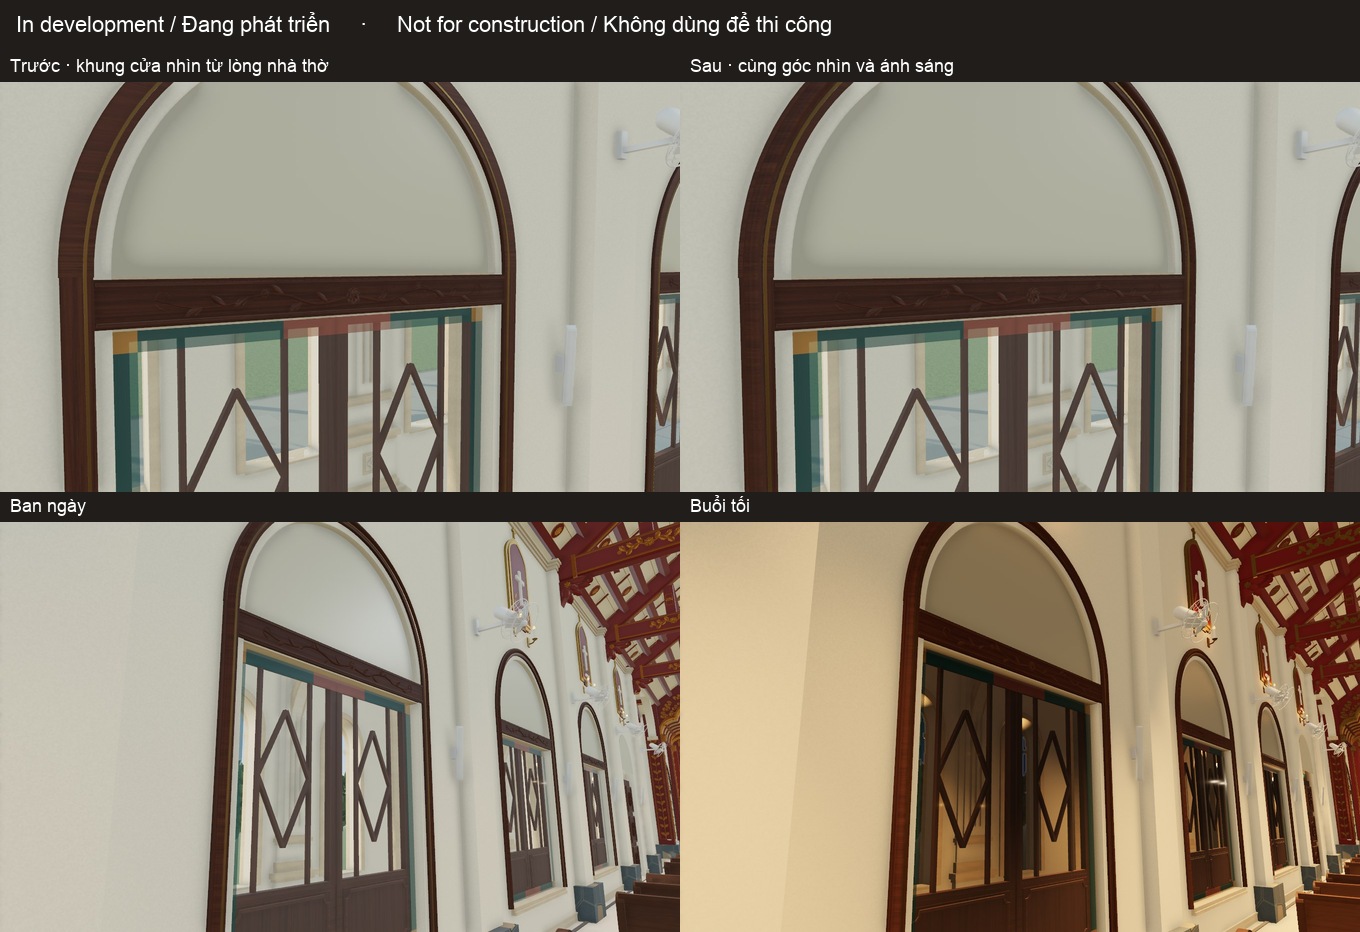 In development / Đang phát triển · Not for construction / Không dùng để thi công
Trước · khung cửa nhìn từ lòng nhà thờ
Sau · cùng góc nhìn và ánh sáng
Ban ngày
Buổi tối